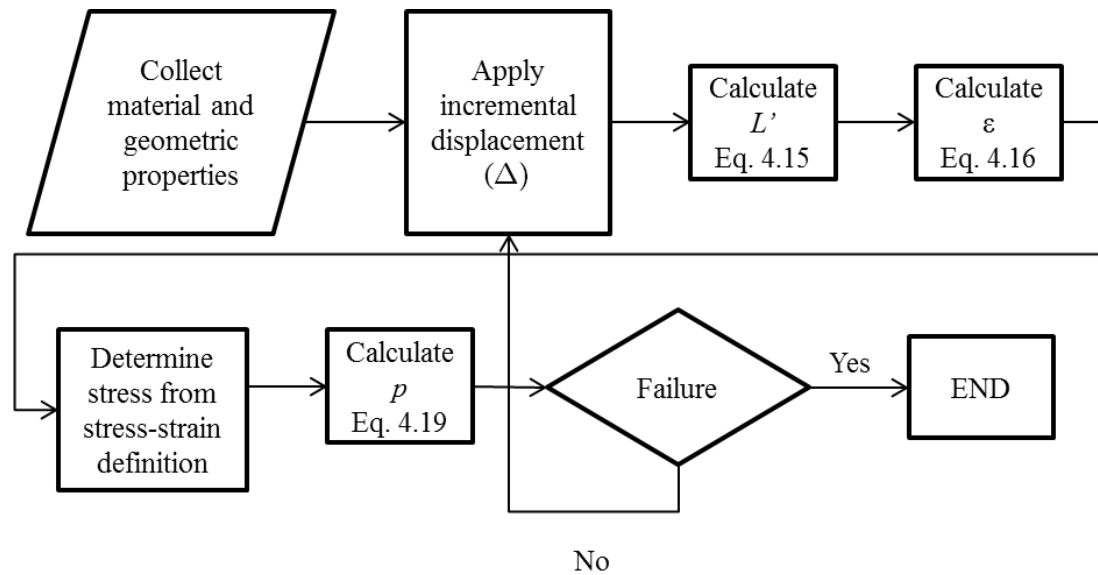 Collect
material and
geometric
properties
Apply
incremental
displacement
(Δ)
Calculate
L’
Eq. 4.15
Calculate
ε
Eq. 4.16
Determine
stress from
stress-strain
definition
Calculate
p
Eq. 4.19
Failure
Yes
END
No